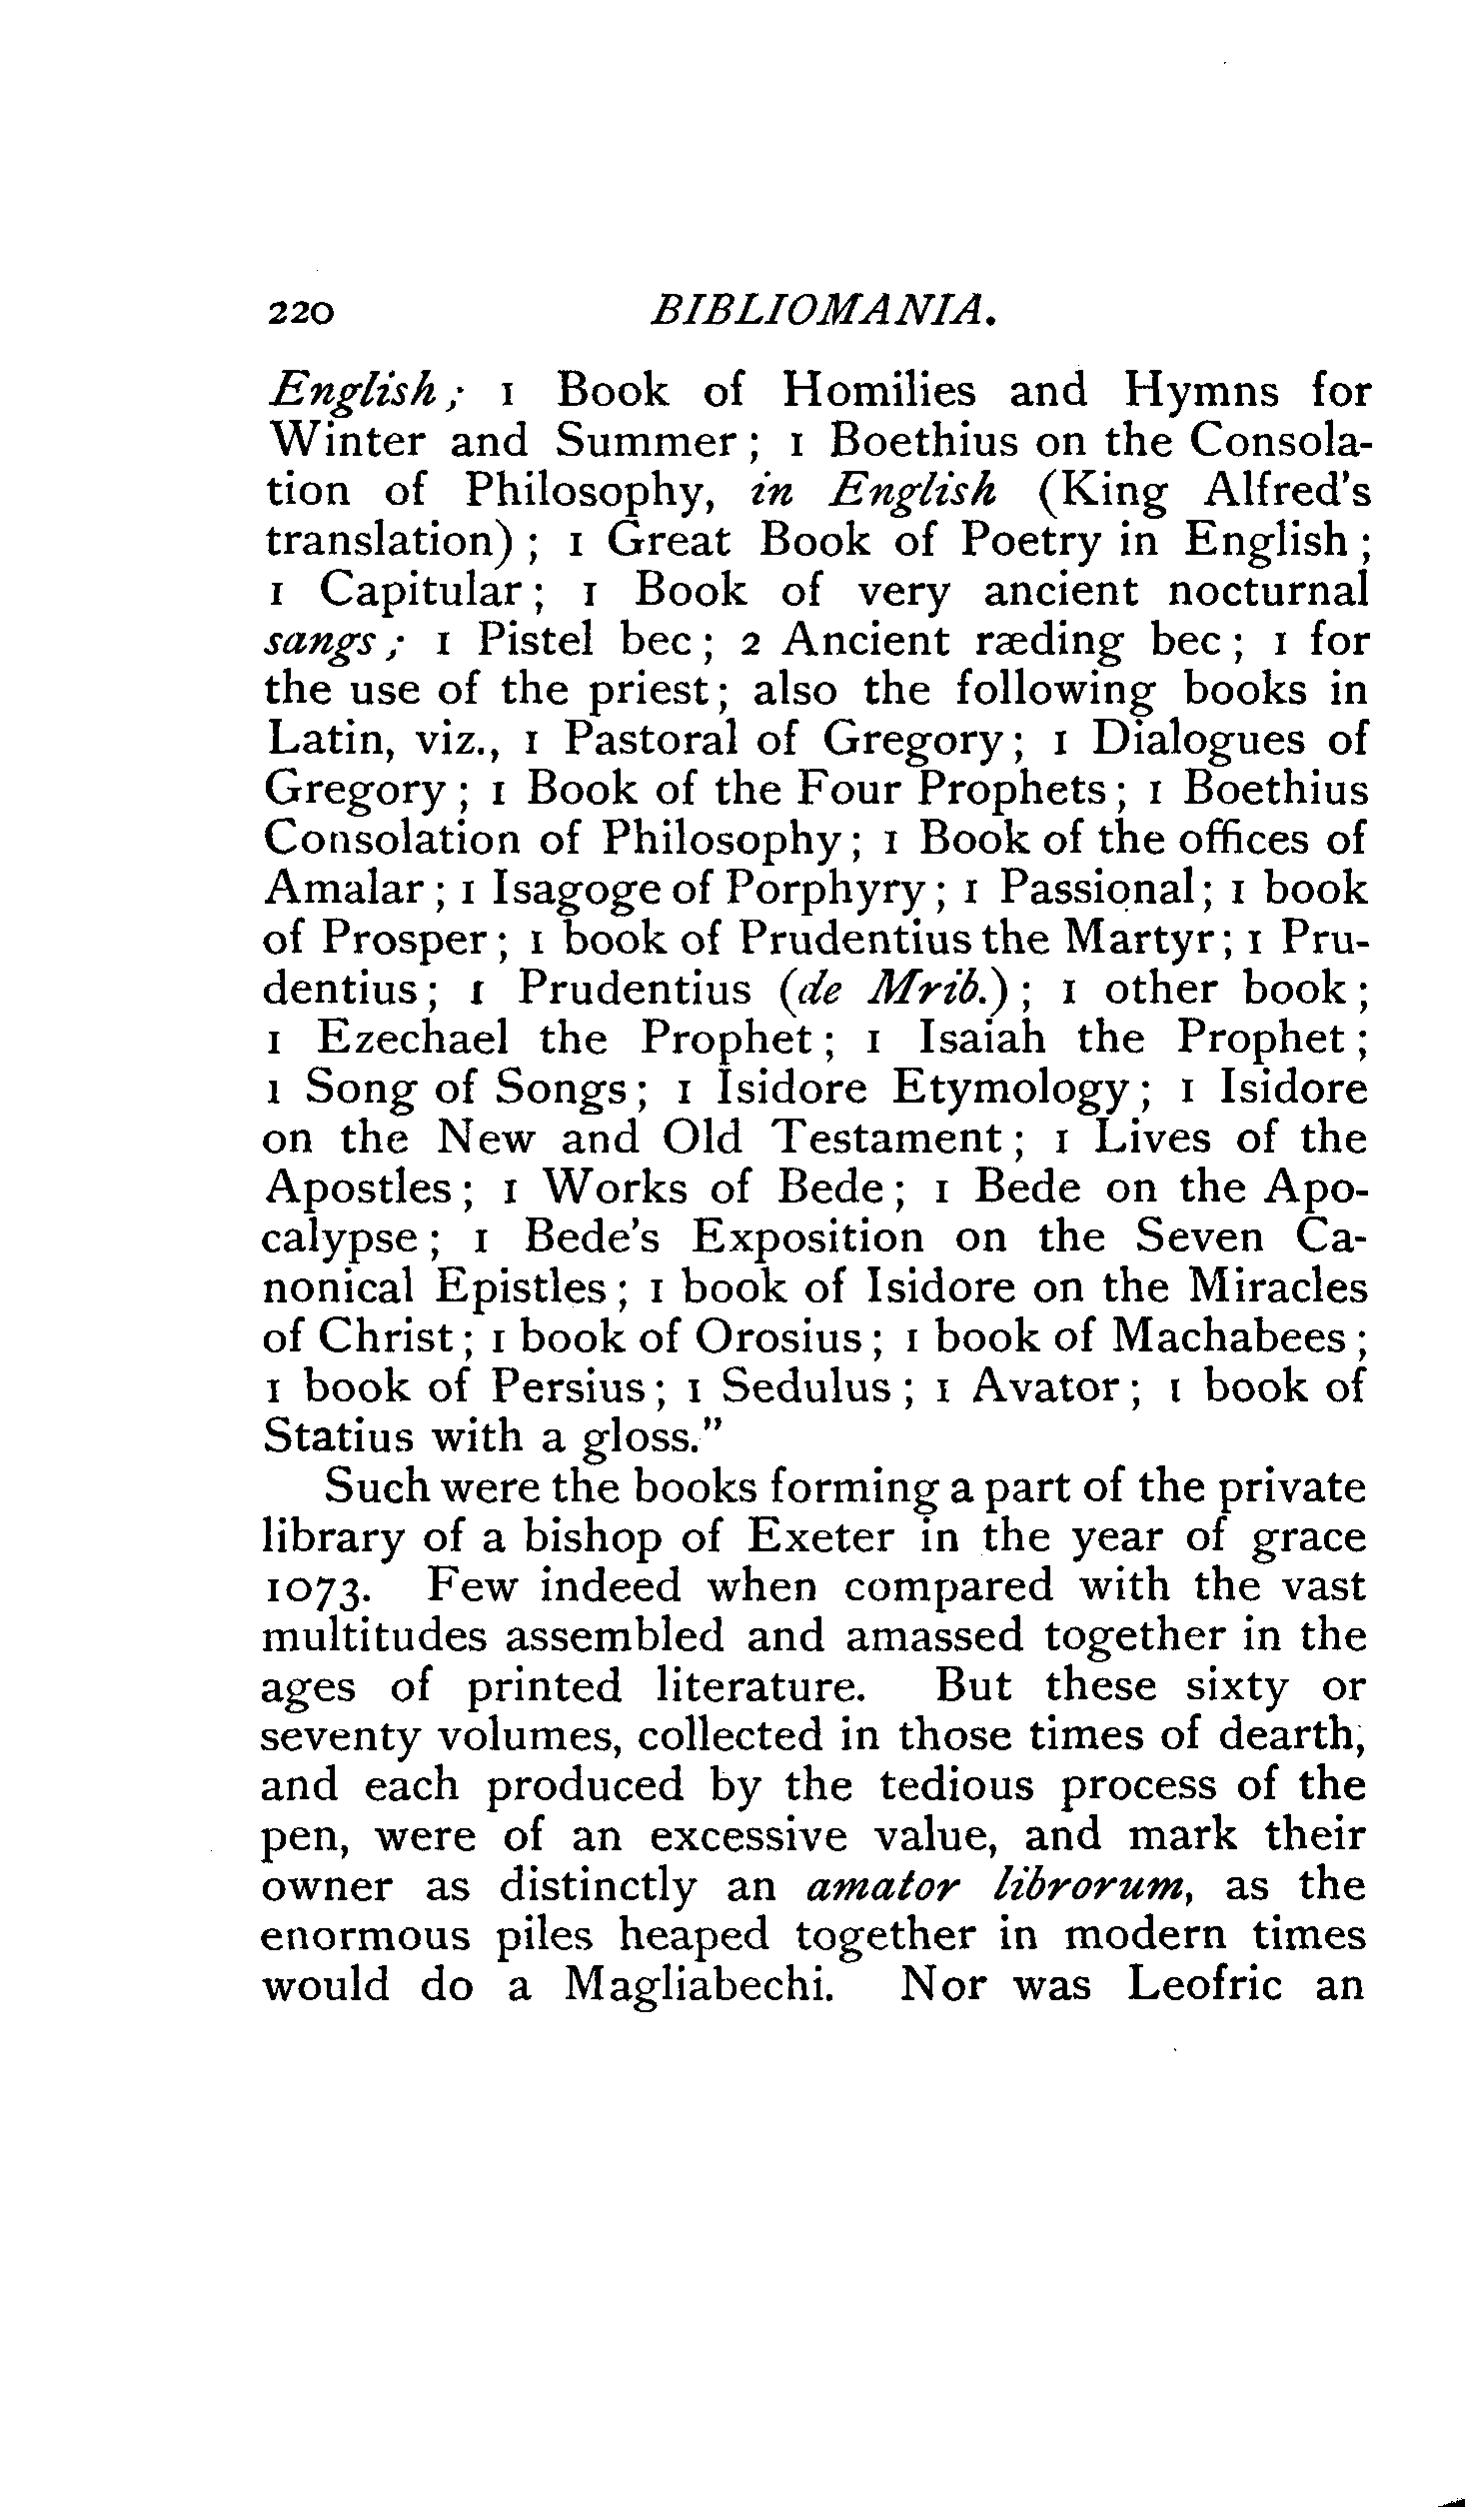 220 BIBLIOMANIA.
English; 1 Book of Homilies and Hymns for
Winter and Summer; 1 Boethius on the Consola-
tion of Philosophy, in English (King Alfred's
translation); 1 Great Book of Poetry in English;
1 Capitular; 1 Book of very ancient nocturnal
sangs; 1 Pistel bec; 2 Ancient ræding bec; 1 for
the use of the priest; also the following books in
Latin, viz., 1 Pastoral of Gregory; 1 Dialogues of
Gregory; 1 Book of the Four Prophets; 1 Boethius
Consolation of Philosophy; 1 Book of the offices of
Amalar; 1 Isagoge of Porphyry; 1 Passional; 1 book
of Prosper; 1 book of Prudentius the Martyr; 1 Pru-
dentius; 1 Prudentius (de Mrib.); 1 other book;
1 Ezechael the Prophet; 1 Isaiah the Prophet;
1 Song of Songs; 1 Isidore Etymology; 1 Isidore
on the New and Old Testament; 1 Lives of the
Apostles; 1 Works of Bede; 1 Bede on the Apo-
calypse; 1 Bede's Exposition on the Seven Ca-
nonical Epistles; 1 book of Isidore on the Miracles
of Christ; 1 book of Orosius; 1 book of Machabees;
1 book of Persius; 1 Sedulus; 1 Avator; 1 book of
Statius with a gloss."
Such were the books forming a part of the private
library of a bishop of Exeter in the year of grace
1073. Few indeed when compared with the vast
multitudes assembled and amassed together in the
ages of printed literature. But these sixty or
seventy volumes, collected in those times of dearth,
and each produced by the tedious process of the
pen, were of an excessive value, and mark their
owner as distinctly an amator librorum, as the
enormous piles heaped together in modern times
would do a Magliabechi. Nor was Leofric an